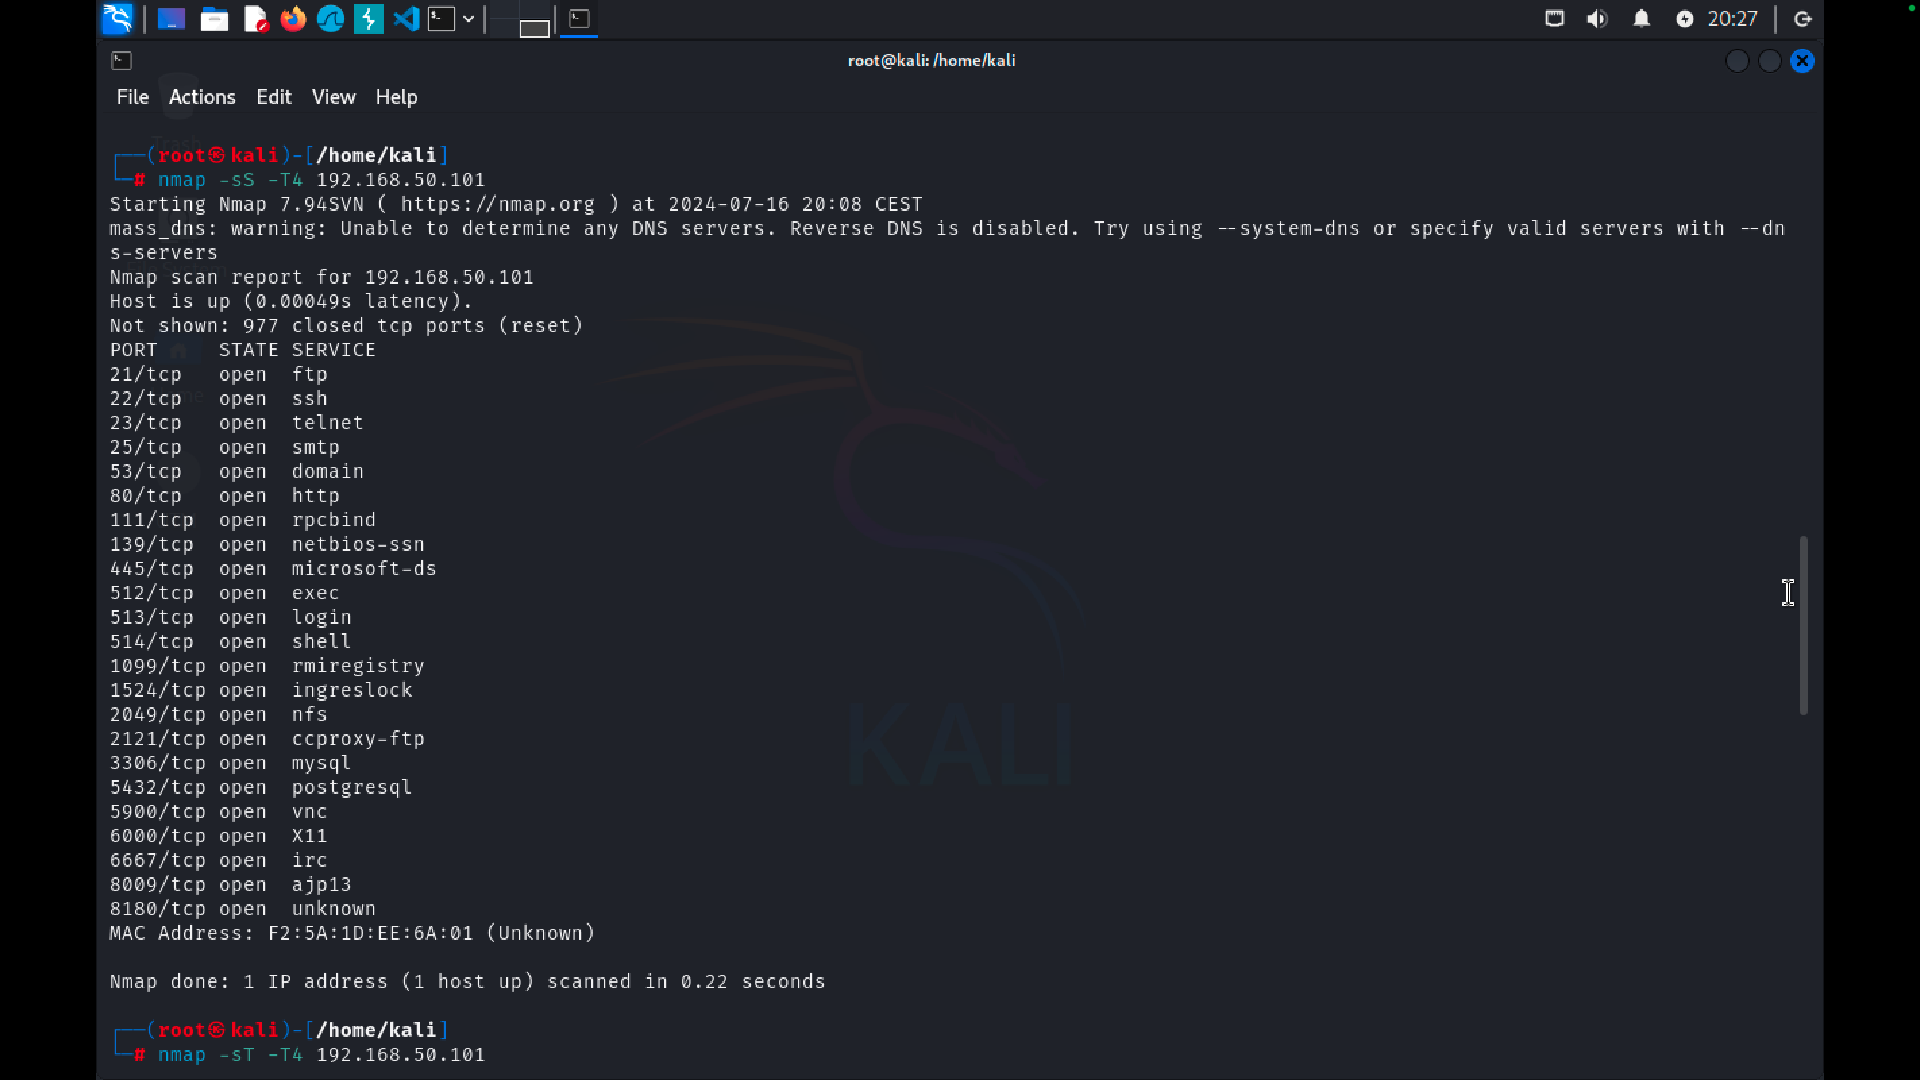 20:27
root@kali: /home/kali
File Actions Edit View Help
Trash
(root㉿kali)-[/home/kali]
# nmap -sS -T4 192.168.50.101
Starting Nmap 7.94SVN ( https://nmap.org ) at 2024-07-16 20:08 CEST
mass_dns: warning: Unable to determine any DNS servers. Reverse DNS is disabled. Try using --system-dns or specify valid servers with --dn
s-servers
Nmap scan report for 192.168.50.101
Host is up (0.00049s latency).
Not shown: 977 closed tcp ports (reset)
PORT     STATE SERVICE
21/tcp   open  ftp
22/tcp   open  ssh
23/tcp   open  telnet
25/tcp   open  smtp
53/tcp   open  domain
80/tcp   open  http
111/tcp  open  rpcbind
139/tcp  open  netbios-ssn
445/tcp  open  microsoft-ds
512/tcp  open  exec
513/tcp  open  login
514/tcp  open  shell
1099/tcp open  rmiregistry
1524/tcp open  ingreslock
2049/tcp open  nfs
2121/tcp open  ccproxy-ftp
3306/tcp open  mysql
5432/tcp open  postgresql
5900/tcp open  vnc
6000/tcp open  X11
6667/tcp open  irc
8009/tcp open  ajp13
8180/tcp open  unknown
MAC Address: F2:5A:1D:EE:6A:01 (Unknown)
Nmap done: 1 IP address (1 host up) scanned in 0.22 seconds
(root㉿kali)-[/home/kali]
# nmap -sT -T4 192.168.50.101
KALI